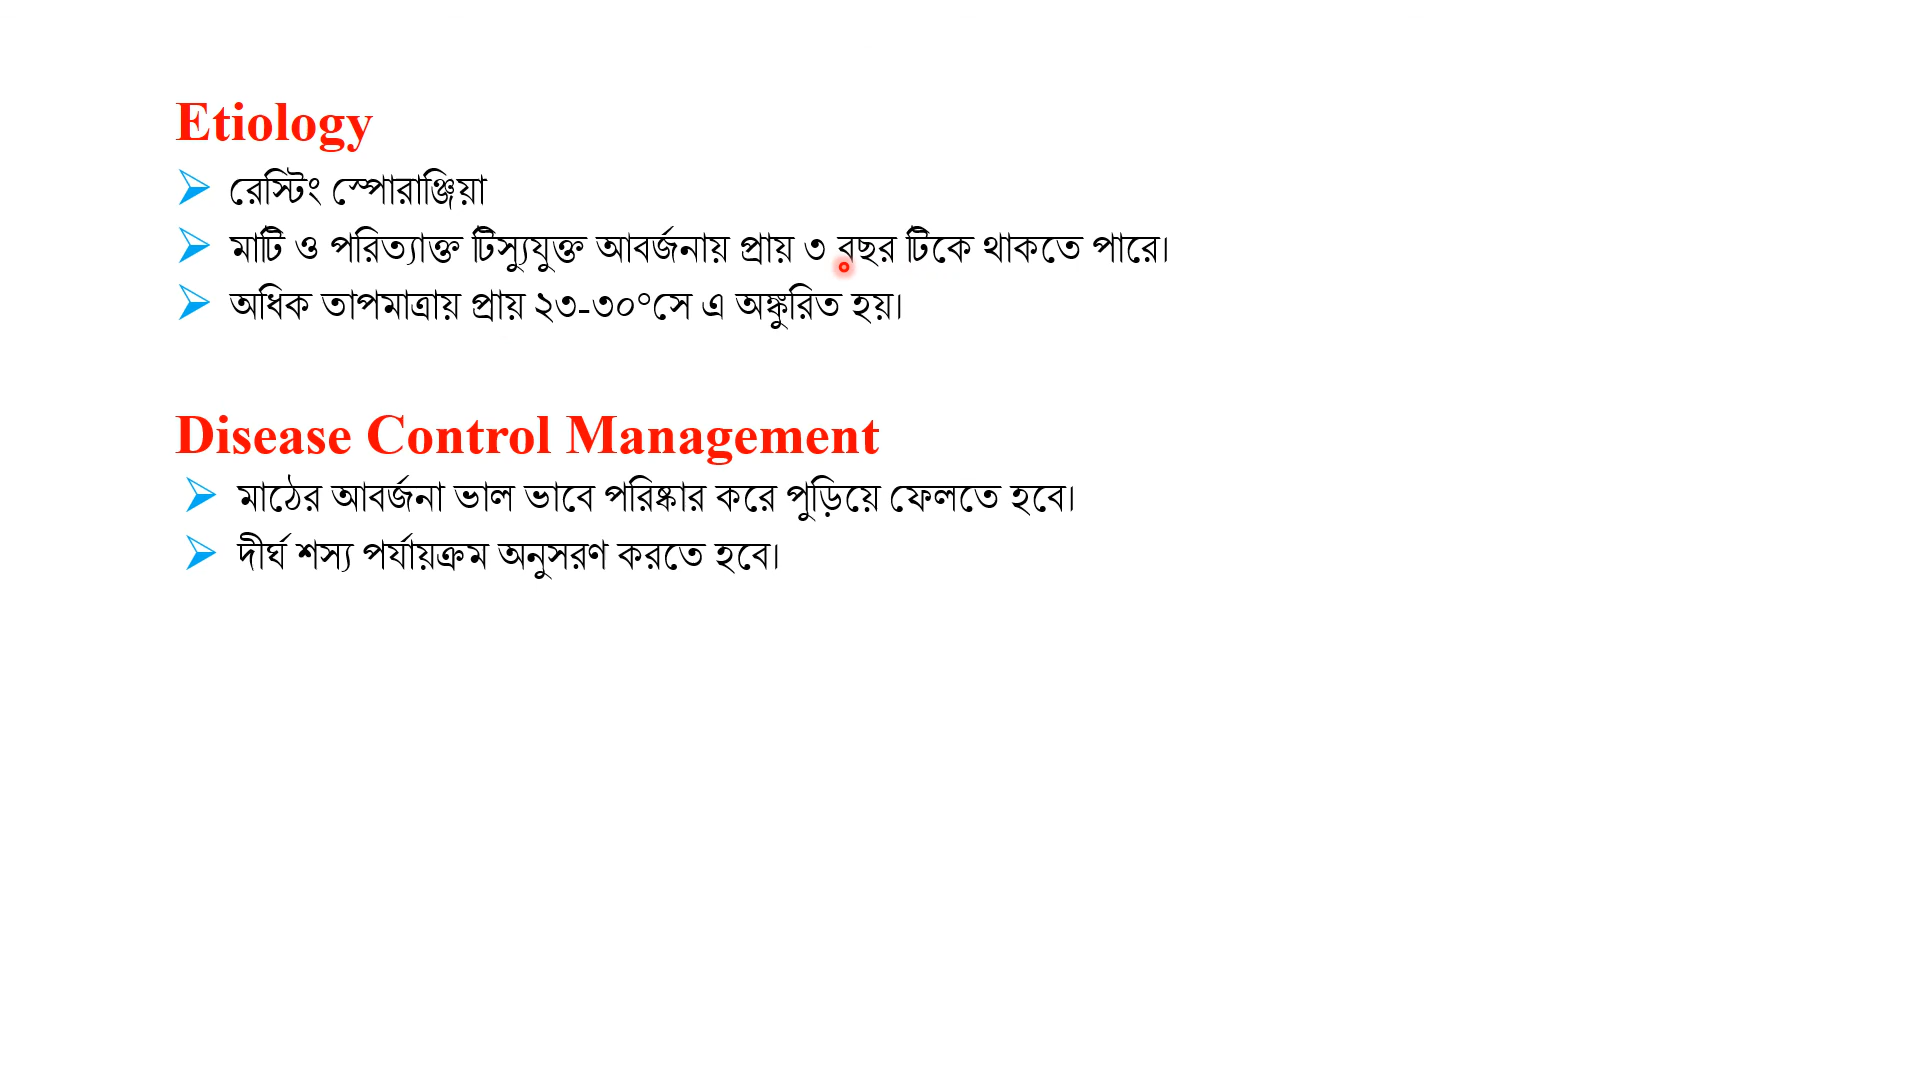 Etiology
রেস্টিং স্পোরাঞ্জিয়া
মাটি ও পরিত্যাক্ত টিস্যুযুক্ত আবর্জনায় প্রায় ৩ বছর টিকে থাকতে পারে।
অধিক তাপমাত্রায় প্রায় ২৩-৩০°সে এ অঙ্কুরিত হয়।
Disease Control Management
মাঠের আবর্জনা ভাল ভাবে পরিষ্কার করে পুড়িয়ে ফেলতে হবে।
দীর্ঘ শস্য পর্যায়ক্রম অনুসরণ করতে হবে।